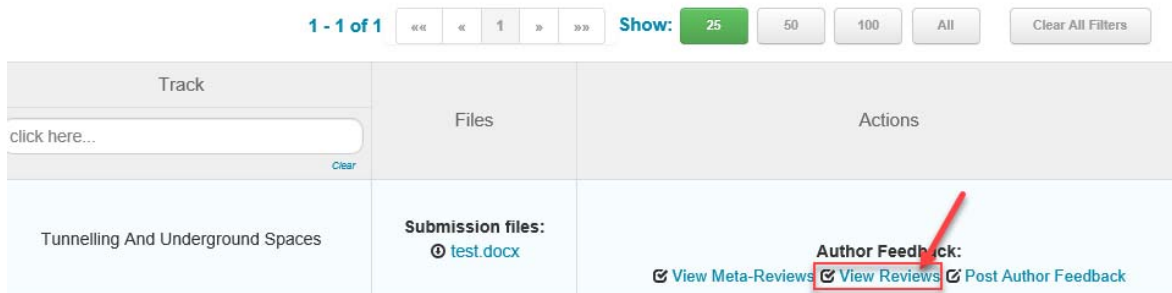 1 - 1 of 1 «« « 1 » »» Show: 25 50 100 All Clear All Filters
Track
Files
Actions
click here...
Clear
Tunnelling And Underground Spaces
Submission files:
test.docx
Author Feedback:
View Meta-Reviews View Reviews Post Author Feedback